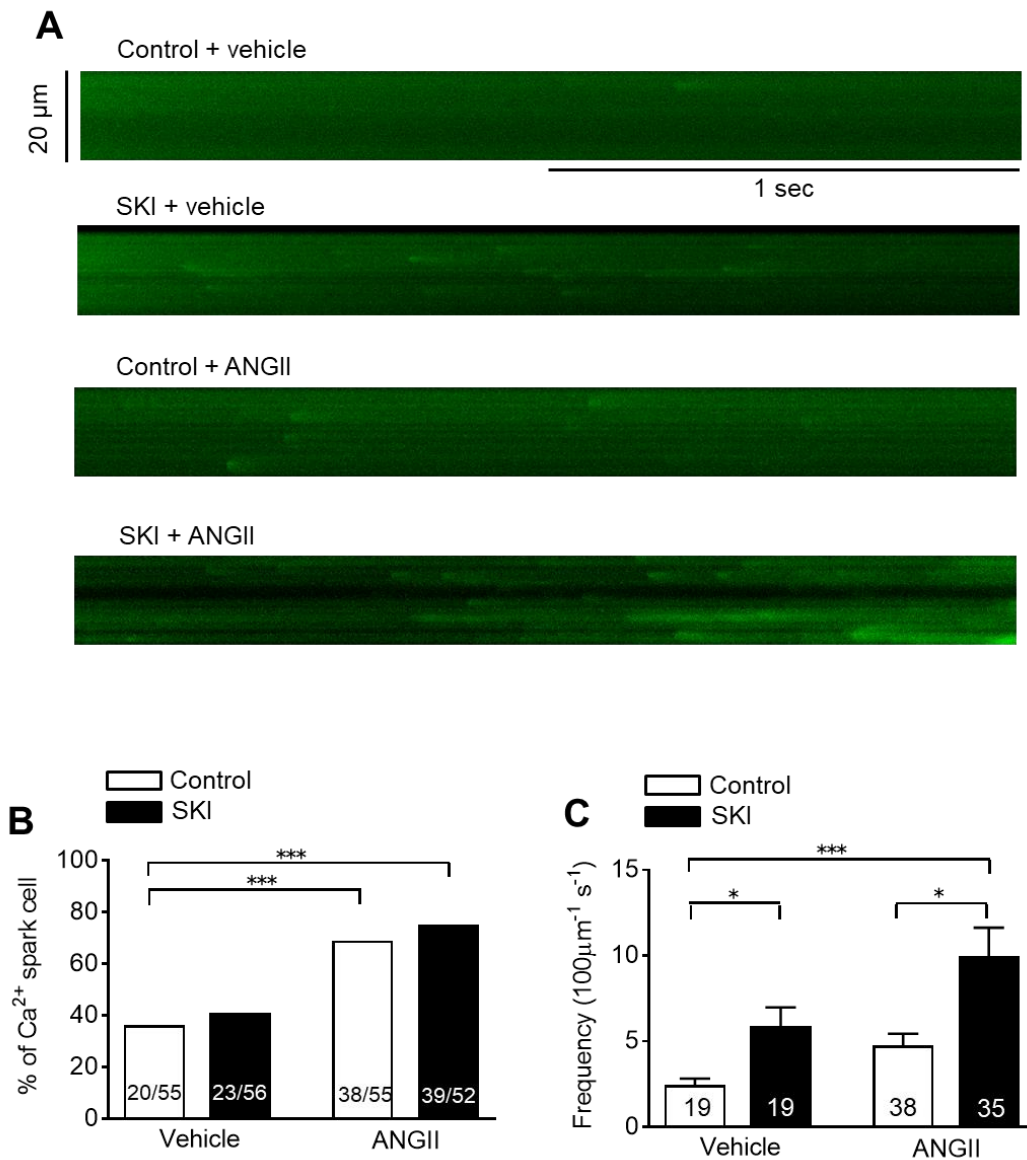 A
Control + vehicle
20 µm
1 sec
SKI + vehicle
Control + ANGII
SKI + ANGII
B
Control
SKI
% of Ca²⁺ spark cell
100
80
60
40
20
0
***
***
20/55 23/56 38/55 39/52
Vehicle ANGII
C
Control
SKI
Frequency (100µm⁻¹ s⁻¹)
15
10
5
0
***
* *
19 19 38 35
Vehicle ANGII